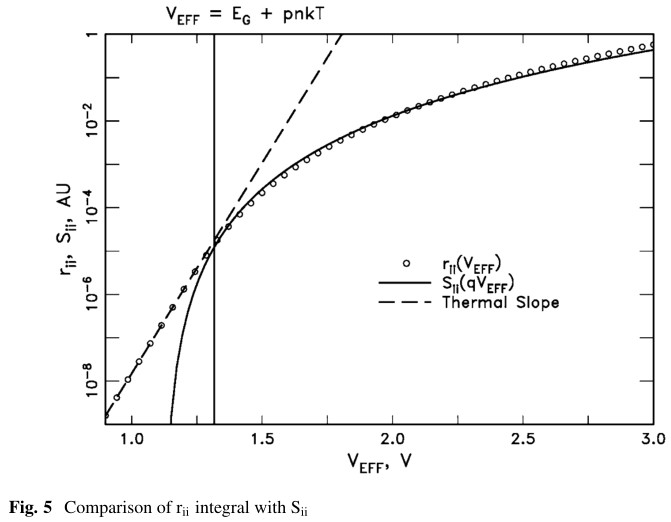 V_EFF = E_G + pnkT
1
10^-2
10^-4
10^-6
10^-8
r_ii, S_ii, AU
r_II(V_EFF)
S_II(qV_EFF)
Thermal Slope
1.0
1.5
2.0
2.5
3.0
V_EFF, V
Fig. 5 Comparison of r_ii integral with S_ii